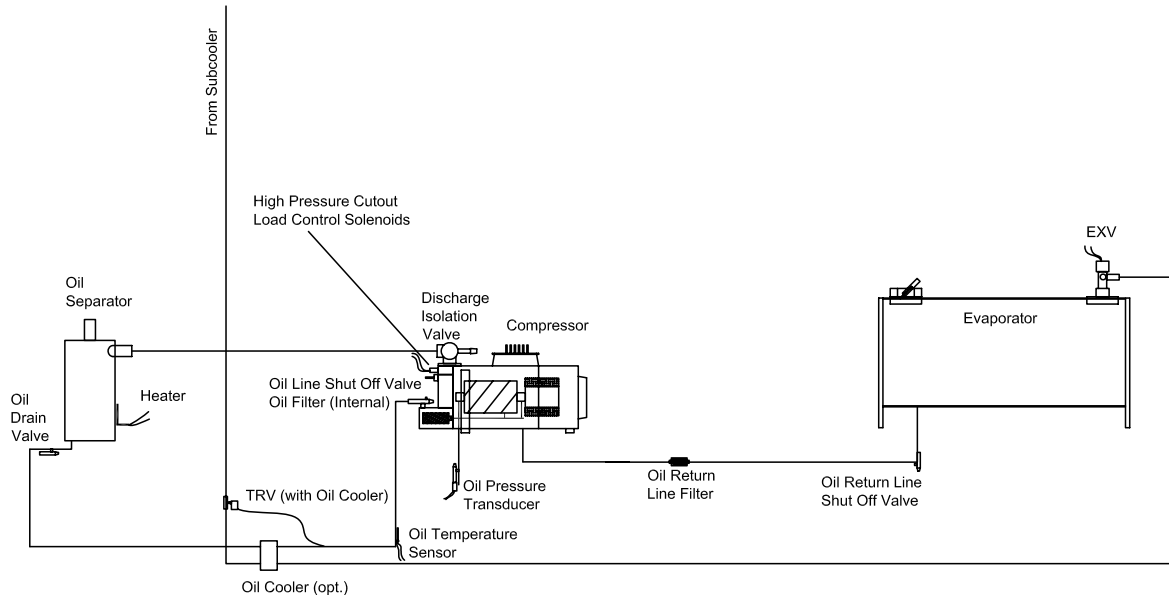 From Subcooler
High Pressure Cutout
Load Control Solenoids
EXV
Oil
Separator
Discharge
Isolation
Valve
Compressor
Evaporator
Oil Line Shut Off Valve
Oil Filter (Internal)
Heater
Oil
Drain
Valve
Oil Return
Line Filter
Oil Return Line
Shut Off Valve
Oil Pressure
Transducer
TRV (with Oil Cooler)
Oil Temperature
Sensor
Oil Cooler (opt.)